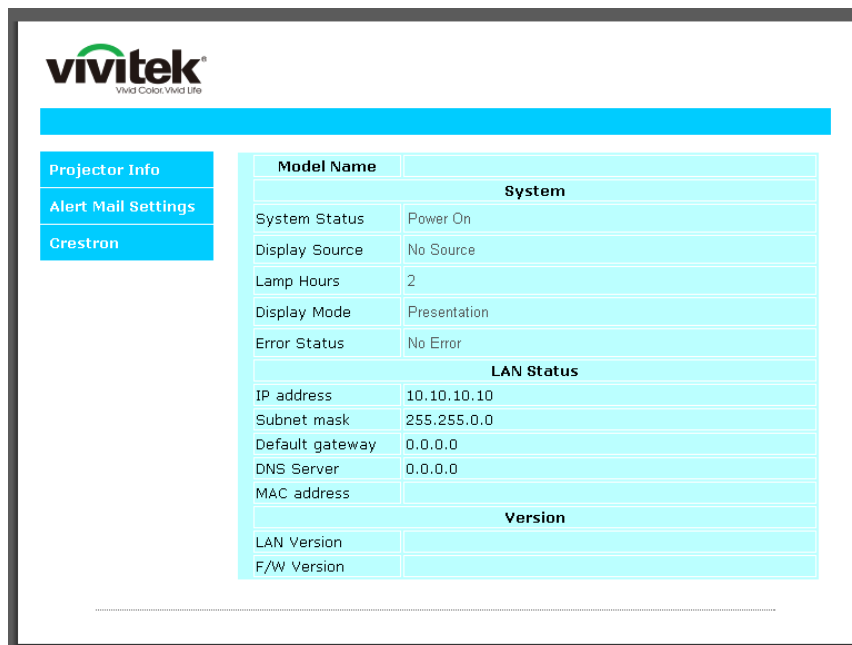 vivitek®
Vivid Color.Vivid Life
Projector Info
Alert Mail Settings
Crestron
Model Name
System
System Status Power On
Display Source No Source
Lamp Hours 2
Display Mode Presentation
Error Status No Error
LAN Status
IP address 10.10.10.10
Subnet mask 255.255.0.0
Default gateway 0.0.0.0
DNS Server 0.0.0.0
MAC address
Version
LAN Version
F/W Version